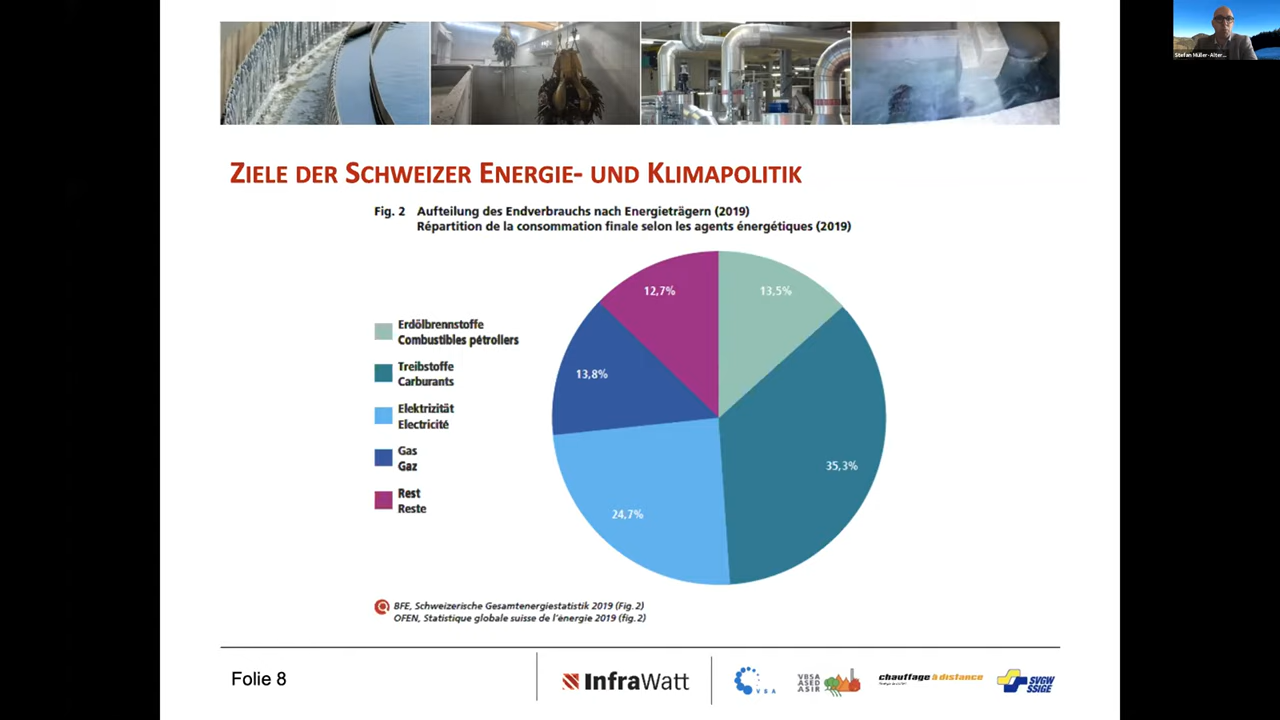 Stefan Müller-Alter...
ZIELE DER SCHWEIZER ENERGIE- UND KLIMAPOLITIK
Fig. 2 Aufteilung des Endverbrauchs nach Energieträgern (2019)
Répartition de la consommation finale selon les agents énergétiques (2019)
12,7%
13,5%
13,8%
35,3%
24,7%
Erdölbrennstoffe
Combustibles pétroliers
Treibstoffe
Carburants
Elektrizität
Electricité
Gas
Gaz
Rest
Reste
BFE, Schweizerische Gesamtenergiestatistik 2019 (Fig. 2)
OFEN, Statistique globale suisse de l'énergie 2019 (fig. 2)
Folie 8
InfraWatt
VBSA
ASED
ASIR
chauffage à distance
SVGW
SSIGE